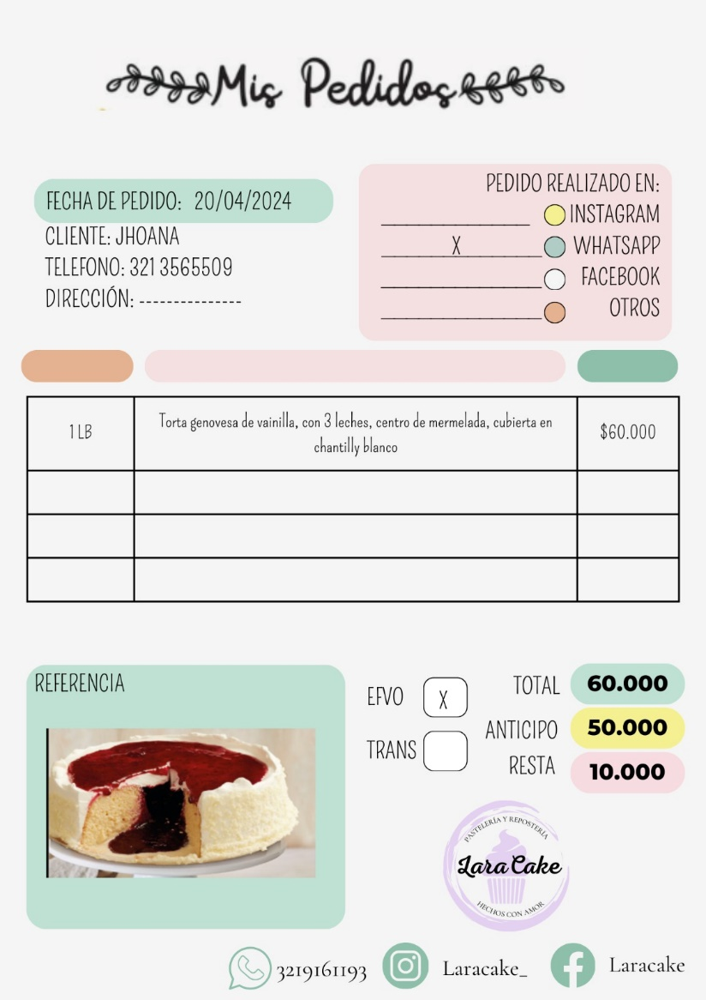 Mis Pedidos
FECHA DE PEDIDO: 20/04/2024
CLIENTE: JHOANA
TELEFONO: 321 3565509
DIRECCIÓN: ---------------
PEDIDO REALIZADO EN:
INSTAGRAM
X WHATSAPP
FACEBOOK
OTROS
1 LB
Torta genovesa de vainilla, con 3 leches, centro de mermelada, cubierta en
chantilly blanco
$60.000
REFERENCIA
EFVO X
TRANS
TOTAL 60.000
ANTICIPO 50.000
RESTA 10.000
PASTELERÍA Y REPOSTERÍA
Lara Cake
HECHOS CON AMOR
3219161193
Laracake_
Laracake